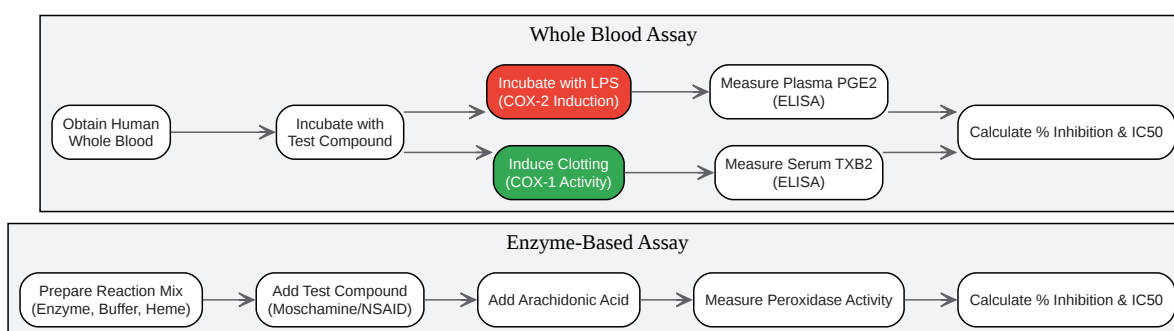 Whole Blood Assay
Obtain Human
Whole Blood
Incubate with
Test Compound
Incubate with LPS
(COX-2 Induction)
Measure Plasma PGE2
(ELISA)
Induce Clotting
(COX-1 Activity)
Measure Serum TXB2
(ELISA)
Calculate % Inhibition & IC50
Enzyme-Based Assay
Prepare Reaction Mix
(Enzyme, Buffer, Heme)
Add Test Compound
(Moschamine/NSAID)
Add Arachidonic Acid
Measure Peroxidase Activity
Calculate % Inhibition & IC50